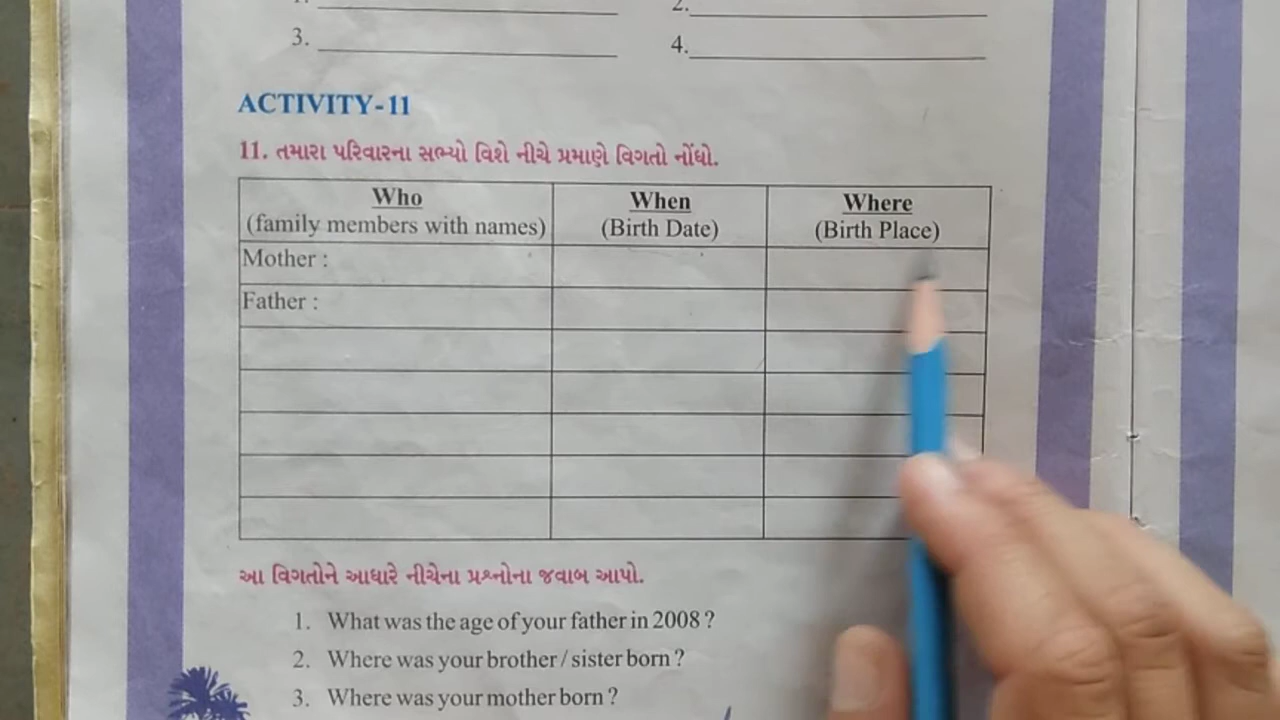 1. 2.
3. 4.
ACTIVITY-11
11. તમારા પરિવારના સભ્યો વિશે નીચે પ્રમાણે વિગતો નોંધો.
Who When Where
(family members with names) (Birth Date) (Birth Place)
Mother :
Father :
આ વિગતોને આધારે નીચેના પ્રશ્નોના જવાબ આપો.
1. What was the age of your father in 2008 ?
2. Where was your brother / sister born ?
3. Where was your mother born ?